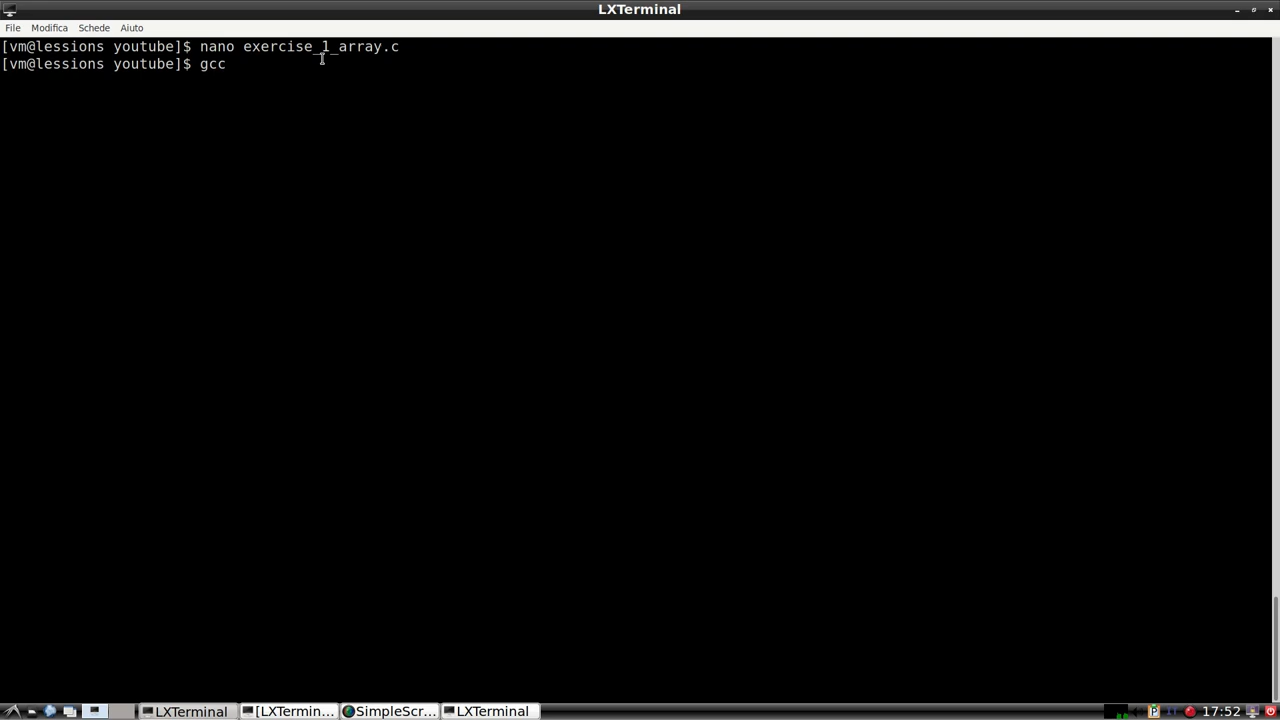 LXTerminal
File Modifica Schede Aiuto
[vm@lessions youtube]$ nano exercise_1_array.c
[vm@lessions youtube]$ gcc
LXTerminal [LXTermin... SimpleScr... LXTerminal 17:52